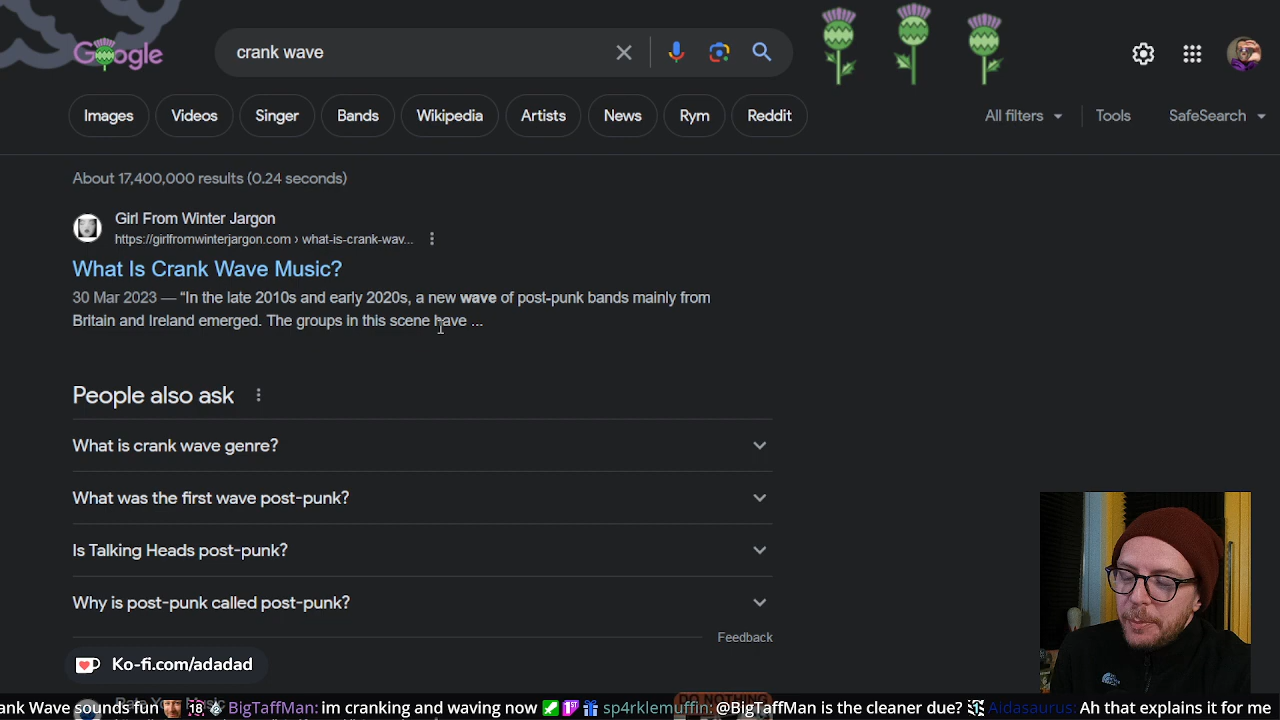 Google
crank wave
Images Videos Singer Bands Wikipedia Artists News Rym Reddit All filters Tools SafeSearch
About 17,400,000 results (0.24 seconds)
Girl From Winter Jargon
https://girlfromwinterjargon.com › what-is-crank-wav...
What Is Crank Wave Music?
30 Mar 2023 — “In the late 2010s and early 2020s, a new wave of post-punk bands mainly from
Britain and Ireland emerged. The groups in this scene have ...
People also ask
What is crank wave genre?
What was the first wave post-punk?
Is Talking Heads post-punk?
Why is post-punk called post-punk?
Feedback
Ko-fi.com/adadad
DO NOTHING
ank Wave sounds fun 18 BigTaffMan: im cranking and waving now 1st sp4rklemuffin: @BigTaffMan is the cleaner due? Aidasaurus: Ah that explains it for me